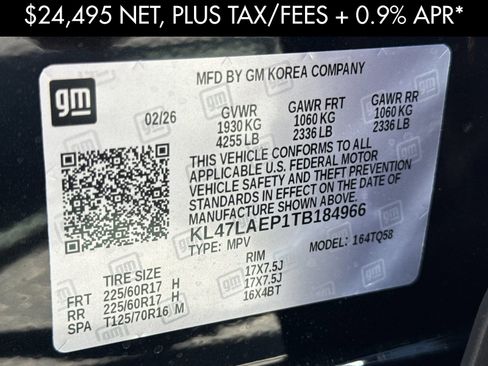 $24,495 NET, PLUS TAX/FEES + 0.9% APR*
MFD BY GM KOREA COMPANY
gm
02/26
GVWR
1930 KG
4255 LB
GAWR FRT
1060 KG
2336 LB
GAWR RR
1060 KG
2336 LB
THIS VEHICLE CONFORMS TO ALL
APPLICABLE U.S. FEDERAL MOTOR
VEHICLE SAFETY AND THEFT PREVENTION
STANDARDS IN EFFECT ON THE DATE OF
MANUFACTURE SHOWN ABOVE.
KL47LAEP1TB184966
TYPE: MPV MODEL: 164TQ58
TIRE SIZE RIM
FRT 225/60R17 H 17X7.5J
RR 225/60R17 H 17X7.5J
SPA T125/70R16 M 16X4BT